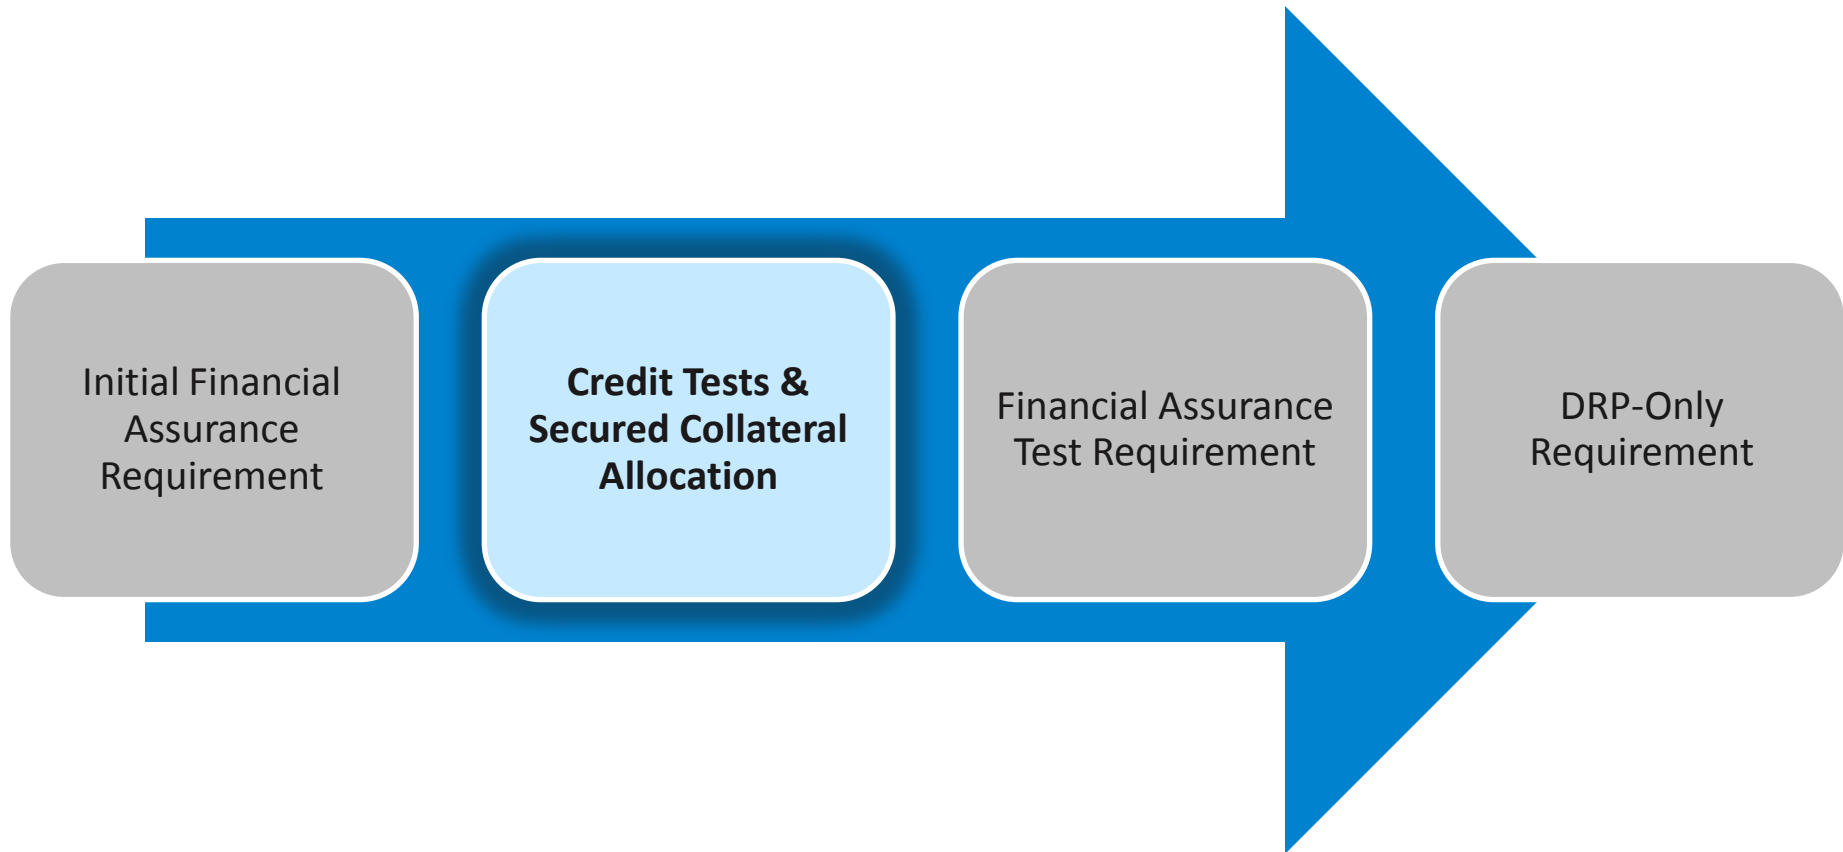 Initial Financial
Assurance
Requirement
Credit Tests &
Secured Collateral
Allocation
Financial Assurance
Test Requirement
DRP-Only
Requirement